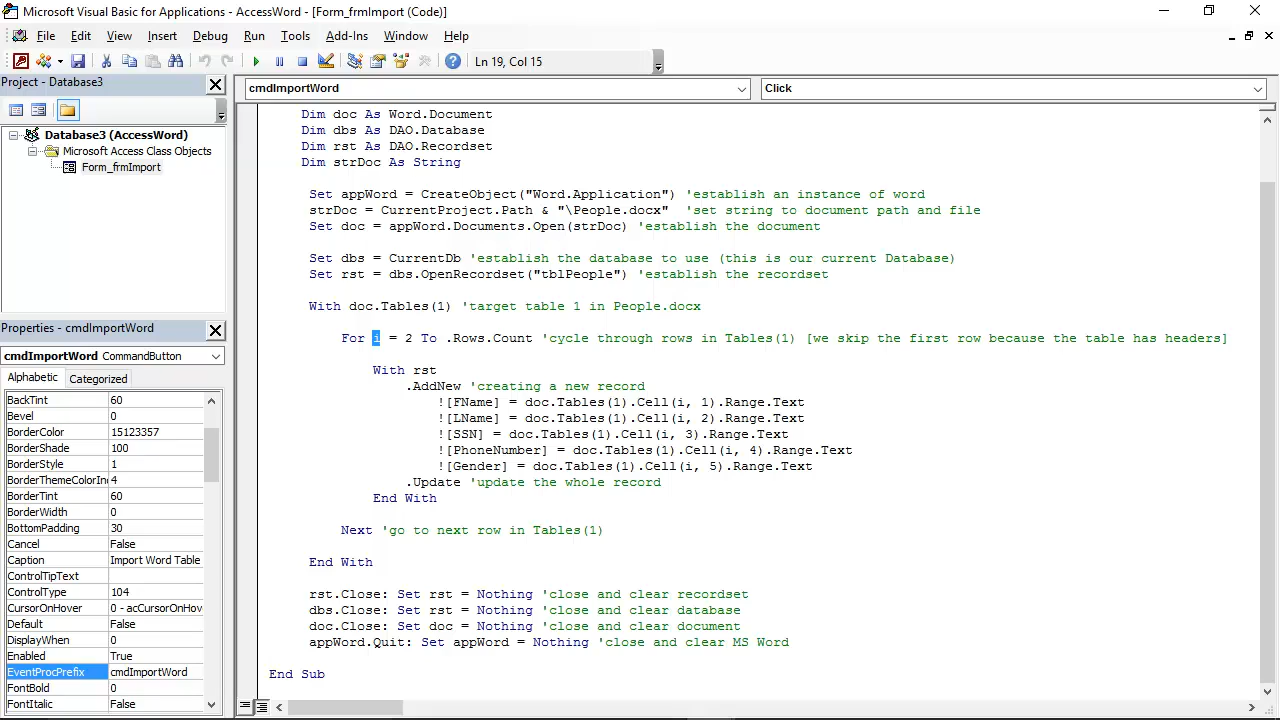 Microsoft Visual Basic for Applications - AccessWord - [Form_frmImport (Code)]
File Edit View Insert Format Debug Run Tools Add-Ins Window Help
Ln 19, Col 15
Project - Database3
Database3 (AccessWord)
Microsoft Access Class Objects
Form_frmImport
Properties - cmdImportWord
cmdImportWord CommandButton
Alphabetic Categorized
BackTint 60
Bevel 0
BorderColor 15123357
BorderShade 100
BorderStyle 1
BorderThemeColorIn 4
BorderTint 60
BorderWidth 0
BottomPadding 30
Cancel False
Caption Import Word Table
ControlTipText
ControlType 104
CursorOnHover 0 - acCursorOnHov
Default False
DisplayWhen 0
Enabled True
EventProcPrefix cmdImportWord
FontBold 0
FontItalic False
cmdImportWord Click
Dim doc As Word.Document
Dim dbs As DAO.Database
Dim rst As DAO.Recordset
Dim strDoc As String
Set appWord = CreateObject("Word.Application") 'establish an instance of word
strDoc = CurrentProject.Path & "\People.docx" 'set string to document path and file
Set doc = appWord.Documents.Open(strDoc) 'establish the document
Set dbs = CurrentDb 'establish the database to use (this is our current Database)
Set rst = dbs.OpenRecordset("tblPeople") 'establish the recordset
With doc.Tables(1) 'target table 1 in People.docx
For i = 2 To .Rows.Count 'cycle through rows in Tables(1) [we skip the first row because the table has headers]
With rst
.AddNew 'creating a new record
![FName] = doc.Tables(1).Cell(i, 1).Range.Text
![LName] = doc.Tables(1).Cell(i, 2).Range.Text
![SSN] = doc.Tables(1).Cell(i, 3).Range.Text
![PhoneNumber] = doc.Tables(1).Cell(i, 4).Range.Text
![Gender] = doc.Tables(1).Cell(i, 5).Range.Text
.Update 'update the whole record
End With
Next 'go to next row in Tables(1)
End With
rst.Close: Set rst = Nothing 'close and clear recordset
dbs.Close: Set rst = Nothing 'close and clear database
doc.Close: Set doc = Nothing 'close and clear document
appWord.Quit: Set appWord = Nothing 'close and clear MS Word
End Sub